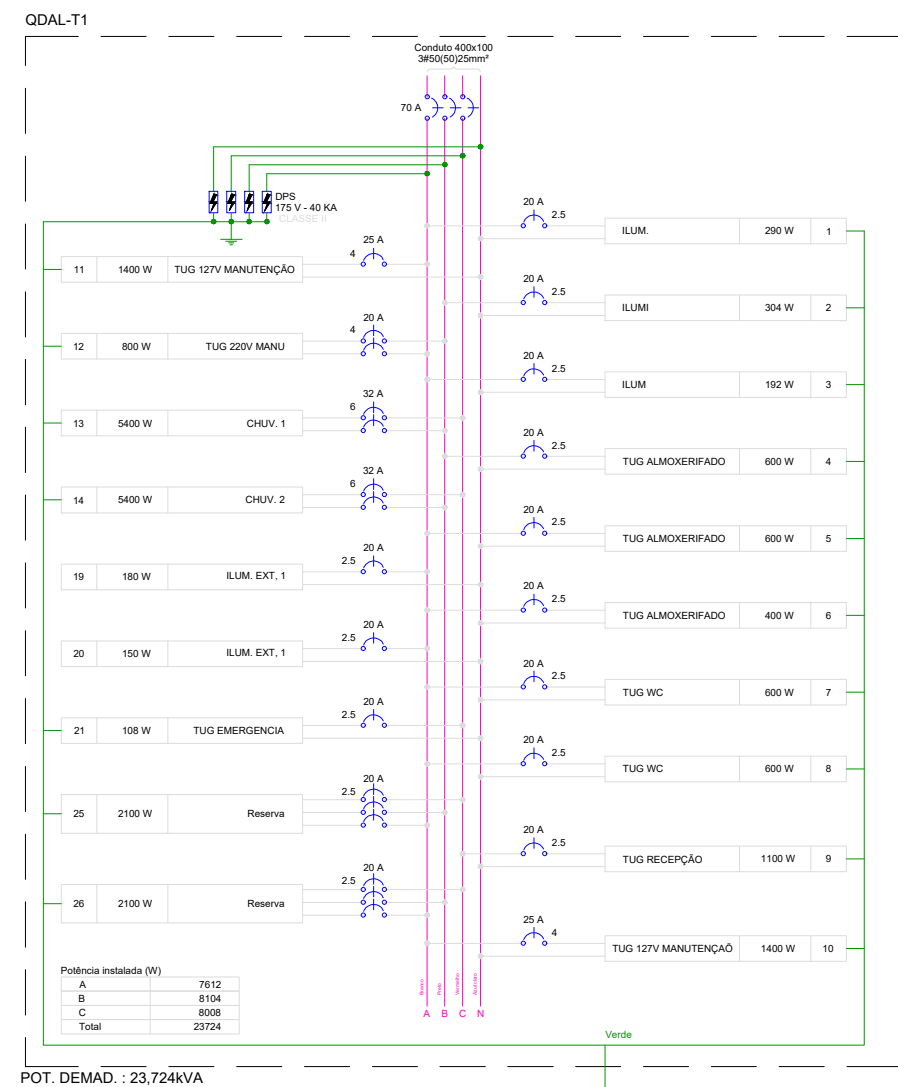 QDAL-T1
Conduto 400x100
3#50(50)25mm²
70 A
DPS
175 V - 40 KA
CLASSE II
20 A
2.5
ILUM. 290 W 1
25 A
4
11 1400 W TUG 127V MANUTENÇÃO
20 A
2.5
ILUMI 304 W 2
20 A
4
12 800 W TUG 220V MANU
20 A
2.5
ILUM 192 W 3
32 A
6
13 5400 W CHUV. 1
20 A
2.5
TUG ALMOXERIFADO 600 W 4
32 A
6
14 5400 W CHUV. 2
20 A
2.5
TUG ALMOXERIFADO 600 W 5
20 A
2.5
19 180 W ILUM. EXT, 1
20 A
2.5
TUG ALMOXERIFADO 400 W 6
20 A
2.5
20 150 W ILUM. EXT, 1
20 A
2.5
TUG WC 600 W 7
20 A
2.5
21 108 W TUG EMERGENCIA
20 A
2.5
TUG WC 600 W 8
20 A
2.5
25 2100 W Reserva
20 A
2.5
TUG RECEPÇÃO 1100 W 9
20 A
2.5
26 2100 W Reserva
25 A
4
TUG 127V MANUTENÇAÕ 1400 W 10
Potência instalada (W)
A 7612
B 8104
C 8008
Total 23724
Branco
Preto
Vermelho
A B C N
Verde
POT. DEMAD. : 23,724kVA